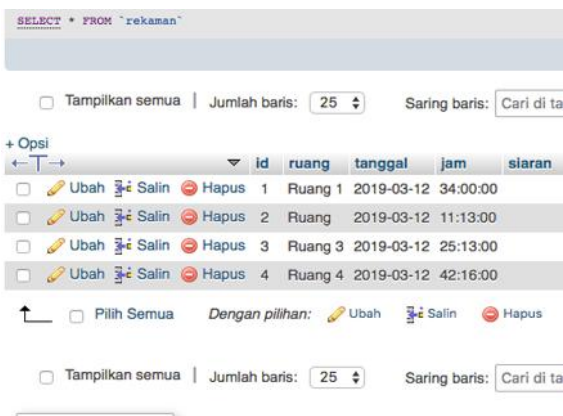 SELECT * FROM `rekaman`
Tampilkan semua | Jumlah baris: 25 Saring baris: Cari di ta
+ Opsi
←T→ id ruang tanggal jam siaran
Ubah Salin Hapus 1 Ruang 1 2019-03-12 34:00:00
Ubah Salin Hapus 2 Ruang 2019-03-12 11:13:00
Ubah Salin Hapus 3 Ruang 3 2019-03-12 25:13:00
Ubah Salin Hapus 4 Ruang 4 2019-03-12 42:16:00
Pilih Semua Dengan pilihan: Ubah Salin Hapus
Tampilkan semua | Jumlah baris: 25 Saring baris: Cari di ta